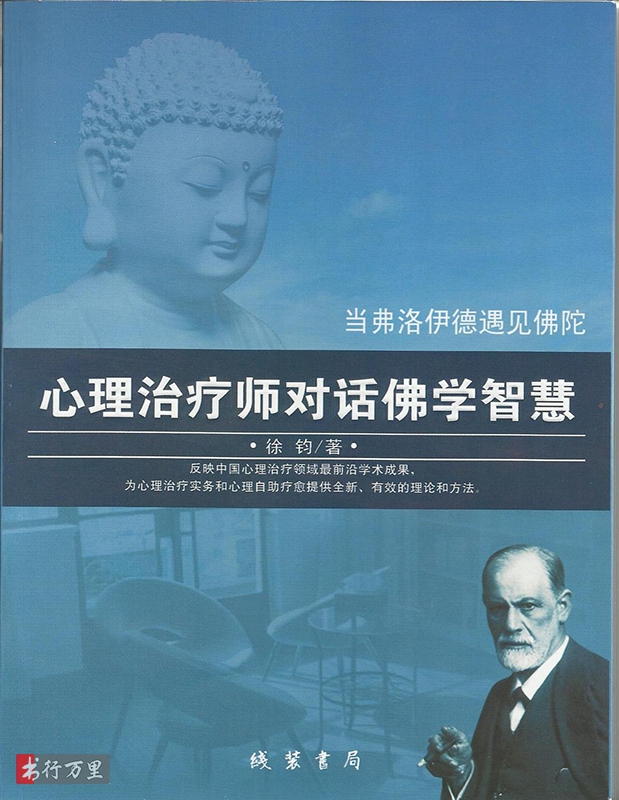 当弗洛伊德遇见佛陀
心理治疗师对话佛学智慧
·徐 钧/著·
反映中国心理治疗领域最前沿学术成果，
为心理治疗实务和心理自助疗愈提供全新、有效的理论和方法。
书行万里
线装书局